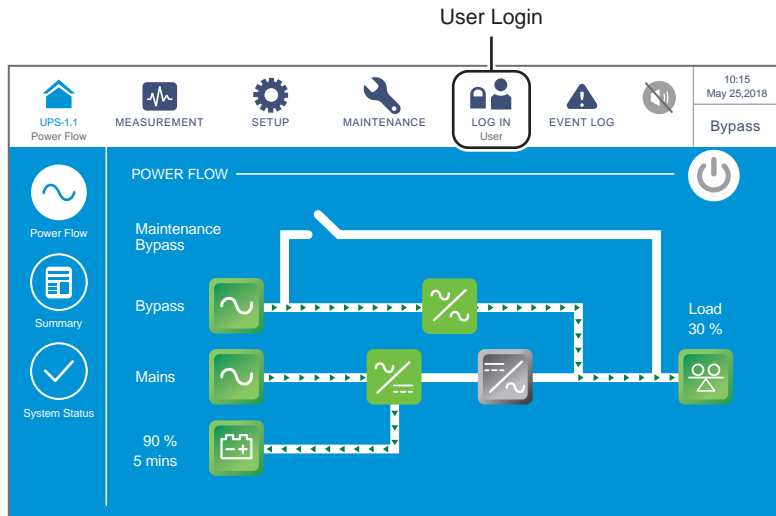 User Login
10:15
May 25,2018
UPS-1.1
Power Flow
MEASUREMENT
SETUP
MAINTENANCE
LOG IN
User
EVENT LOG
Bypass
POWER FLOW
Power Flow
Maintenance
Bypass
Bypass
Load
30 %
Summary
Mains
System Status
90 %
5 mins